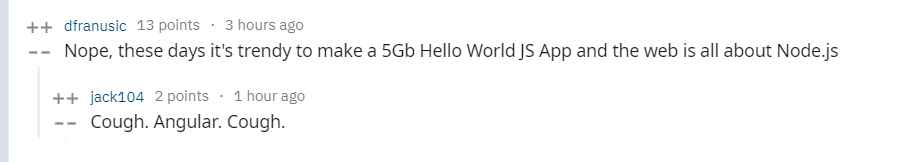 ++ dfranusic 13 points · 3 hours ago
-- Nope, these days it's trendy to make a 5Gb Hello World JS App and the web is all about Node.js
++ jack104 2 points · 1 hour ago
-- Cough. Angular. Cough.